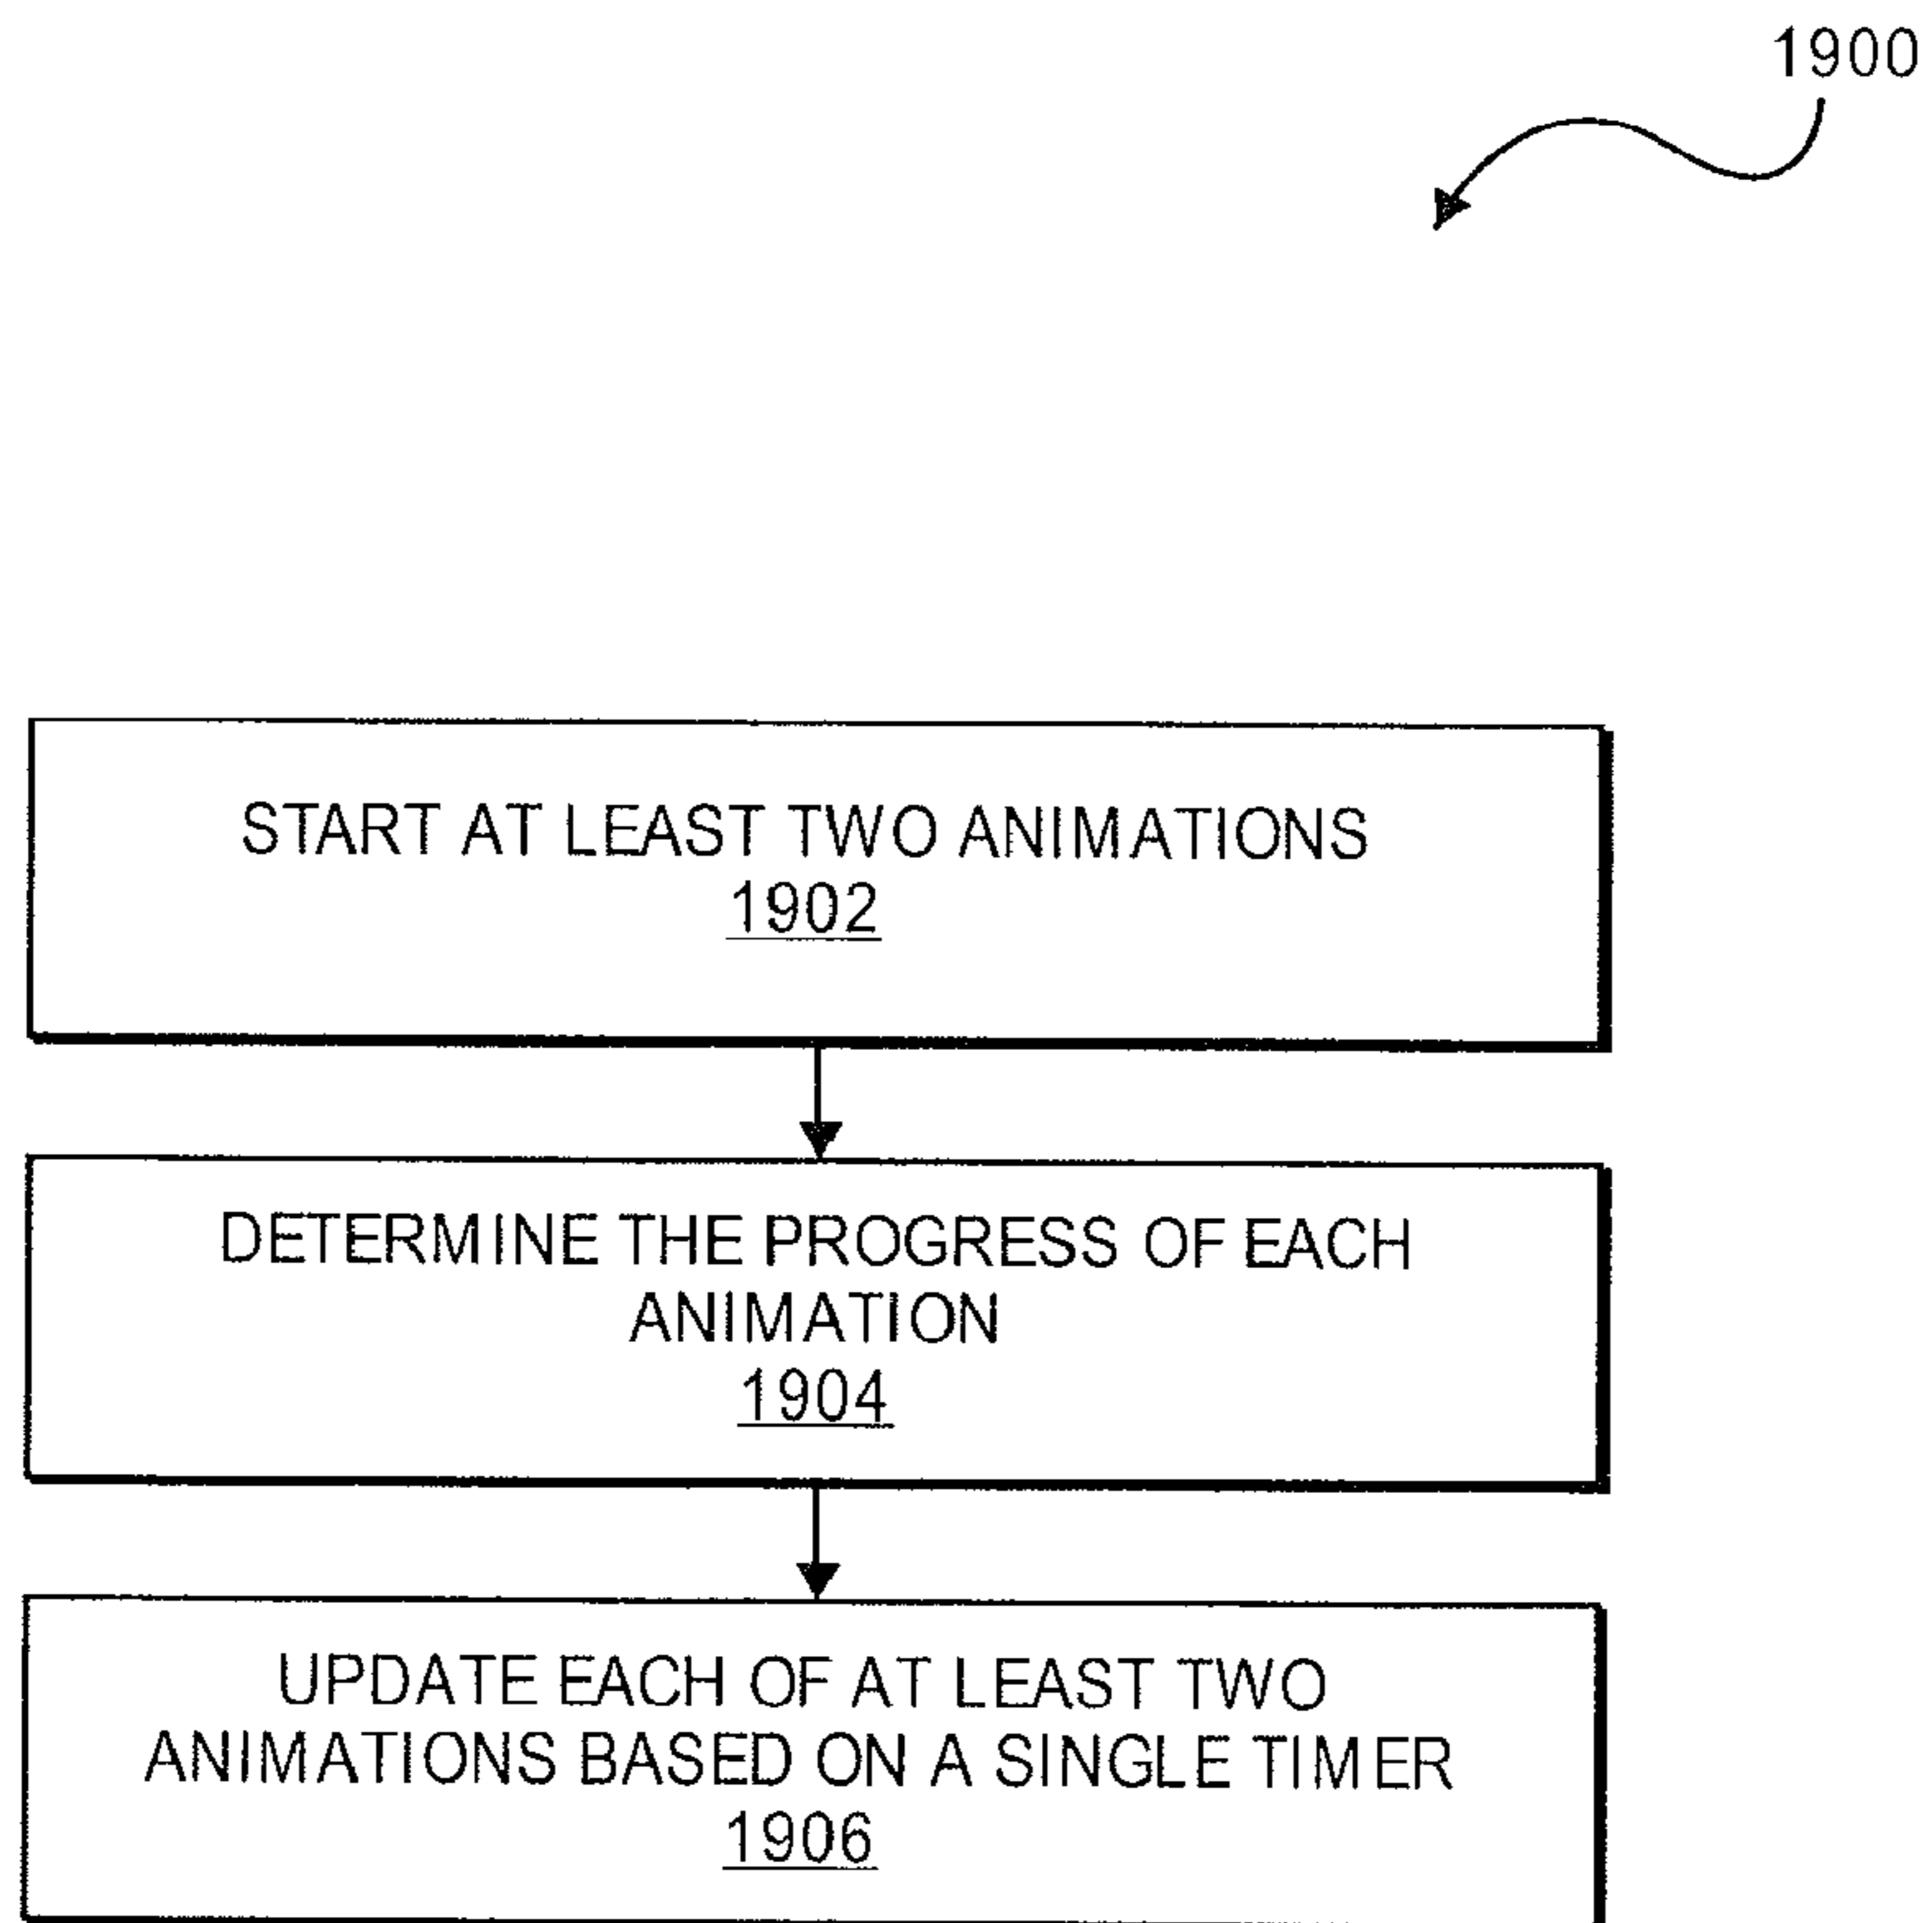 1900
START AT LEAST TWO ANIMATIONS
1902
DETERMINE THE PROGRESS OF EACH
ANIMATION
1904
UPDATE EACH OF AT LEAST TWO
ANIMATIONS BASED ON A SINGLE TIMER
1906